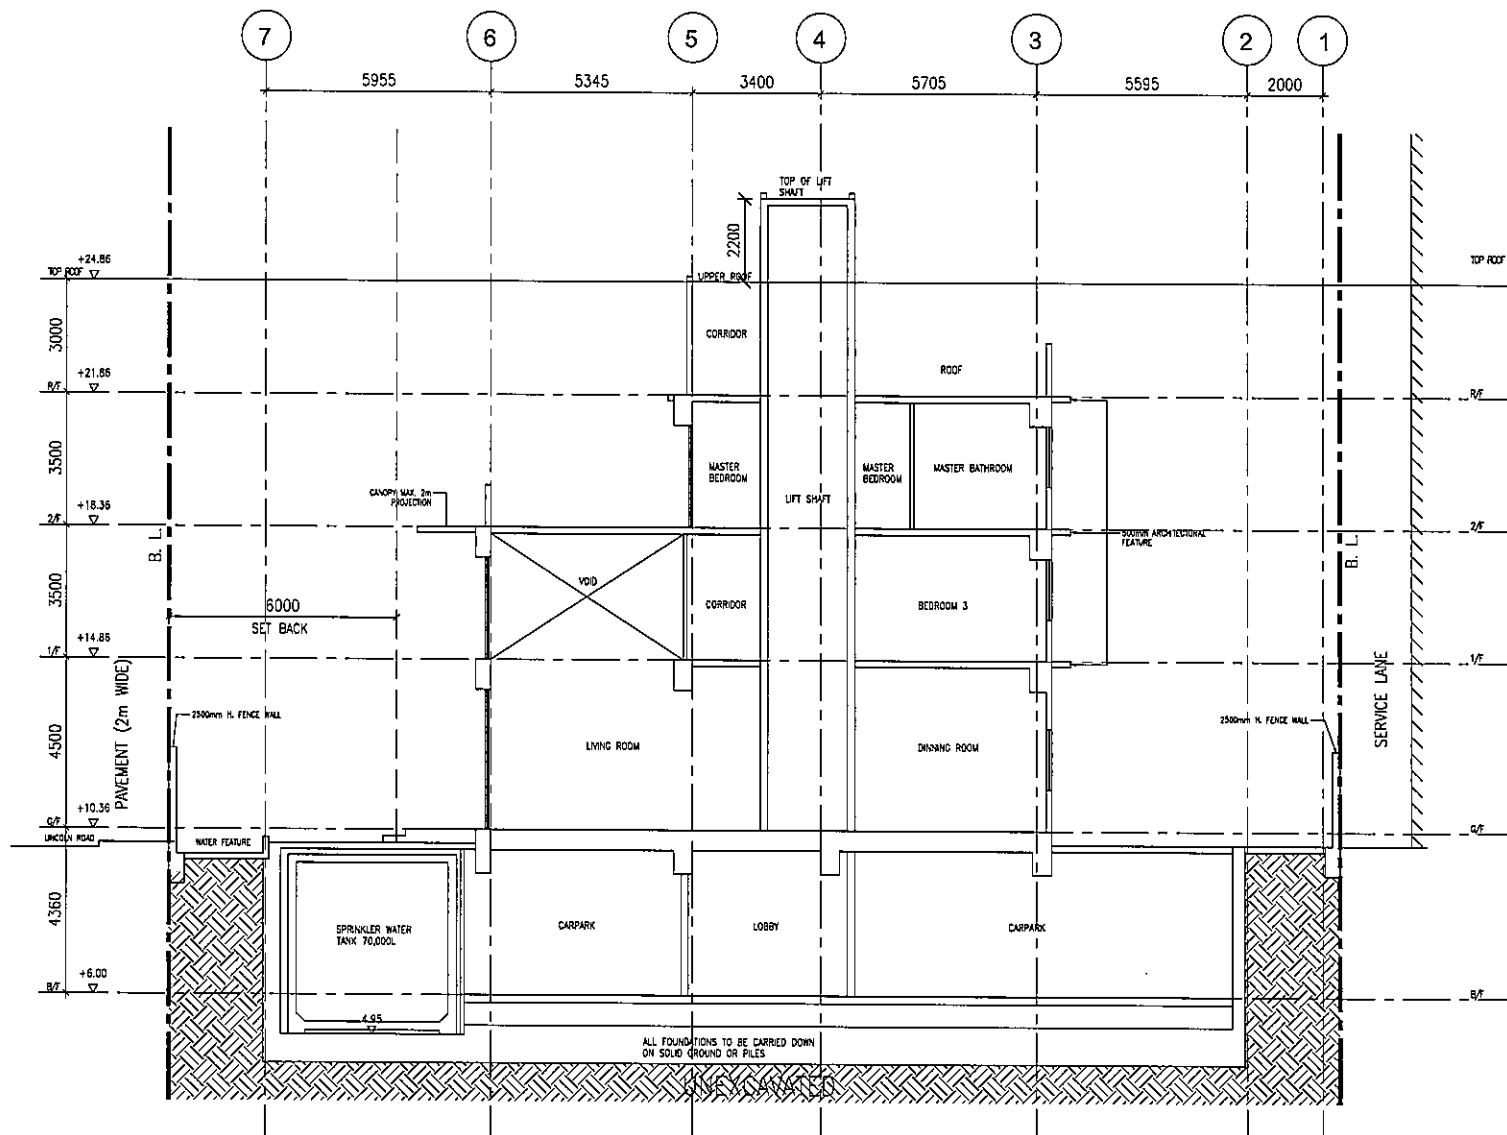 7 6 5 4 3 2 1
5955 5345 3400 5705 5595 2000
TOP OF LIFT
SHAFT
2200
+24.86
TOP ROOF
UPPER ROOF
TOP ROOF
3000
CORRIDOR
ROOF
+21.86
R/F
R/F
3500
MASTER
BEDROOM
MASTER
BEDROOM
MASTER BATHROOM
CANOPY MAX. 2m
PROJECTION
LIFT SHAFT
+18.36
2/F
2/F
500mm ARCHITECTURAL
FEATURE
B. L.
B. L.
3500
VOID
CORRIDOR
BEDROOM 3
6000
SET BACK
+14.86
1/F
1/F
PAVEMENT (2m WIDE)
SERVICE LANE
2500mm H. FENCE WALL
2500mm H. FENCE WALL
4500
LIVING ROOM
DINNING ROOM
+10.36
G/F
G/F
LINCOLN ROAD
WATER FEATURE
4360
SPRINKLER WATER
TANK 70,000L
CARPARK
LOBBY
CARPARK
+6.00
B/F
B/F
4.95
ALL FOUNDATIONS TO BE CARRIED DOWN
ON SOLID GROUND OR PILES
UNEXCAVATED